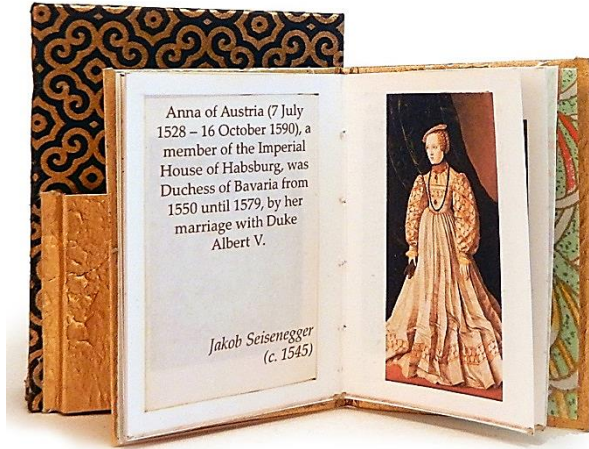 Anna of Austria (7 July
1528 – 16 October 1590), a
member of the Imperial
House of Habsburg, was
Duchess of Bavaria from
1550 until 1579, by her
marriage with Duke
Albert V.
Jakob Seisenegger
(c. 1545)